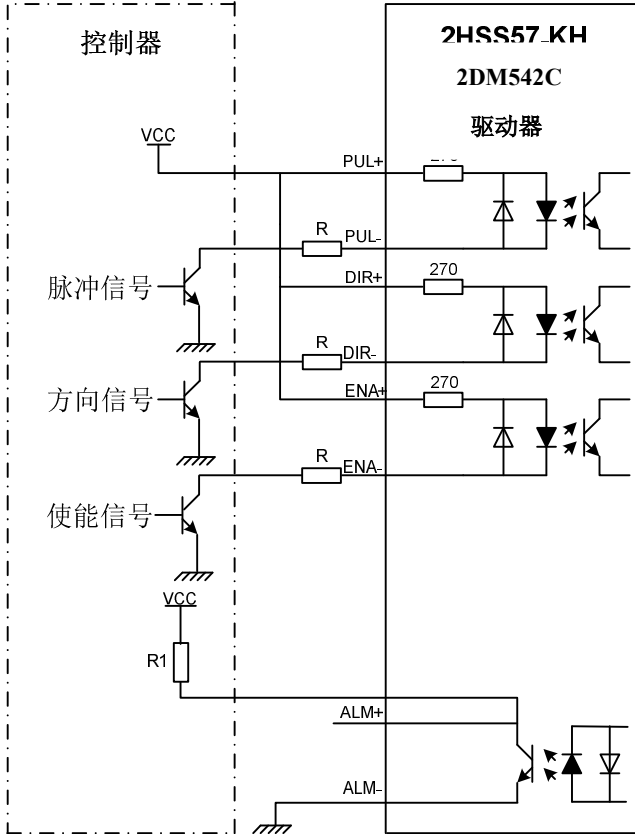 控制器
2HSS57-KH
2DM542C
驱动器
VCC
PUL+
R
PUL-
脉冲信号
DIR+
270
R
DIR-
方向信号
ENA+
270
R
ENA-
使能信号
VCC
R1
ALM+
ALM-